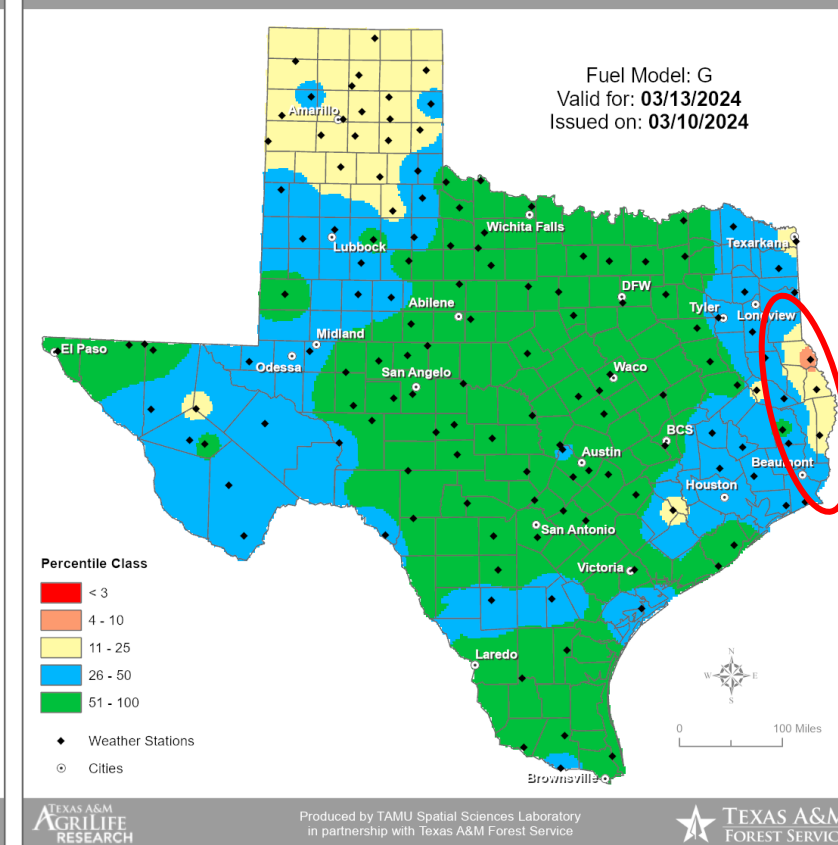 Fuel Model: G
Valid for: 03/13/2024
Issued on: 03/10/2024
Amarillo
Wichita Falls
Texarkana
Lubbock
DFW
Abilene
Tyler
Longview
Midland
El Paso
Odessa
San Angelo
Waco
BCS
Austin
Beaumont
Houston
San Antonio
Victoria
Laredo
Brownsville
Percentile Class
< 3
4 - 10
11 - 25
26 - 50
51 - 100
Weather Stations
Cities
N
W E
S
0 100 Miles
TEXAS A&M
AGRILIFE
RESEARCH
Produced by TAMU Spatial Sciences Laboratory
in partnership with Texas A&M Forest Service
TEXAS A&M
FOREST SERVIC